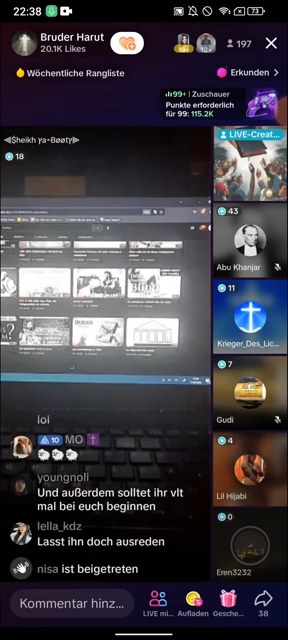 22:38
73
Bruder Harut
20.1K Likes
10+
197
Wöchentliche Rangliste
Erkunden
99+ | Zuschauer
Punkte erforderlich
für 99: 115.2K
18
LIVE-Creat...
43
Abu Khanjar
11
Krieger_Des_Lic...
QURAN
7
Gudi
lol
10 MO
youngnoli
Und außerdem solltet ihr vlt
mal bei euch beginnen
4
Lil Hijabi
lella_kdz
Lasst ihn doch ausreden
0
Eren3232
nisa ist beigetreten
Kommentar hinz...
LIVE mi...
Aufladen
Gesche...
38